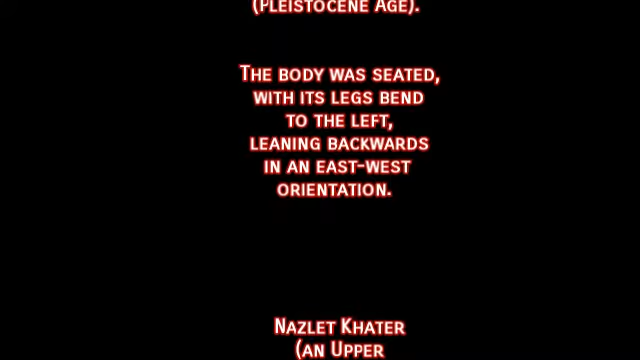 (Pleistocene Age).
The body was seated,
with its legs bend
to the left,
leaning backwards
in an east-west
orientation.
Nazlet Khater
(an Upper